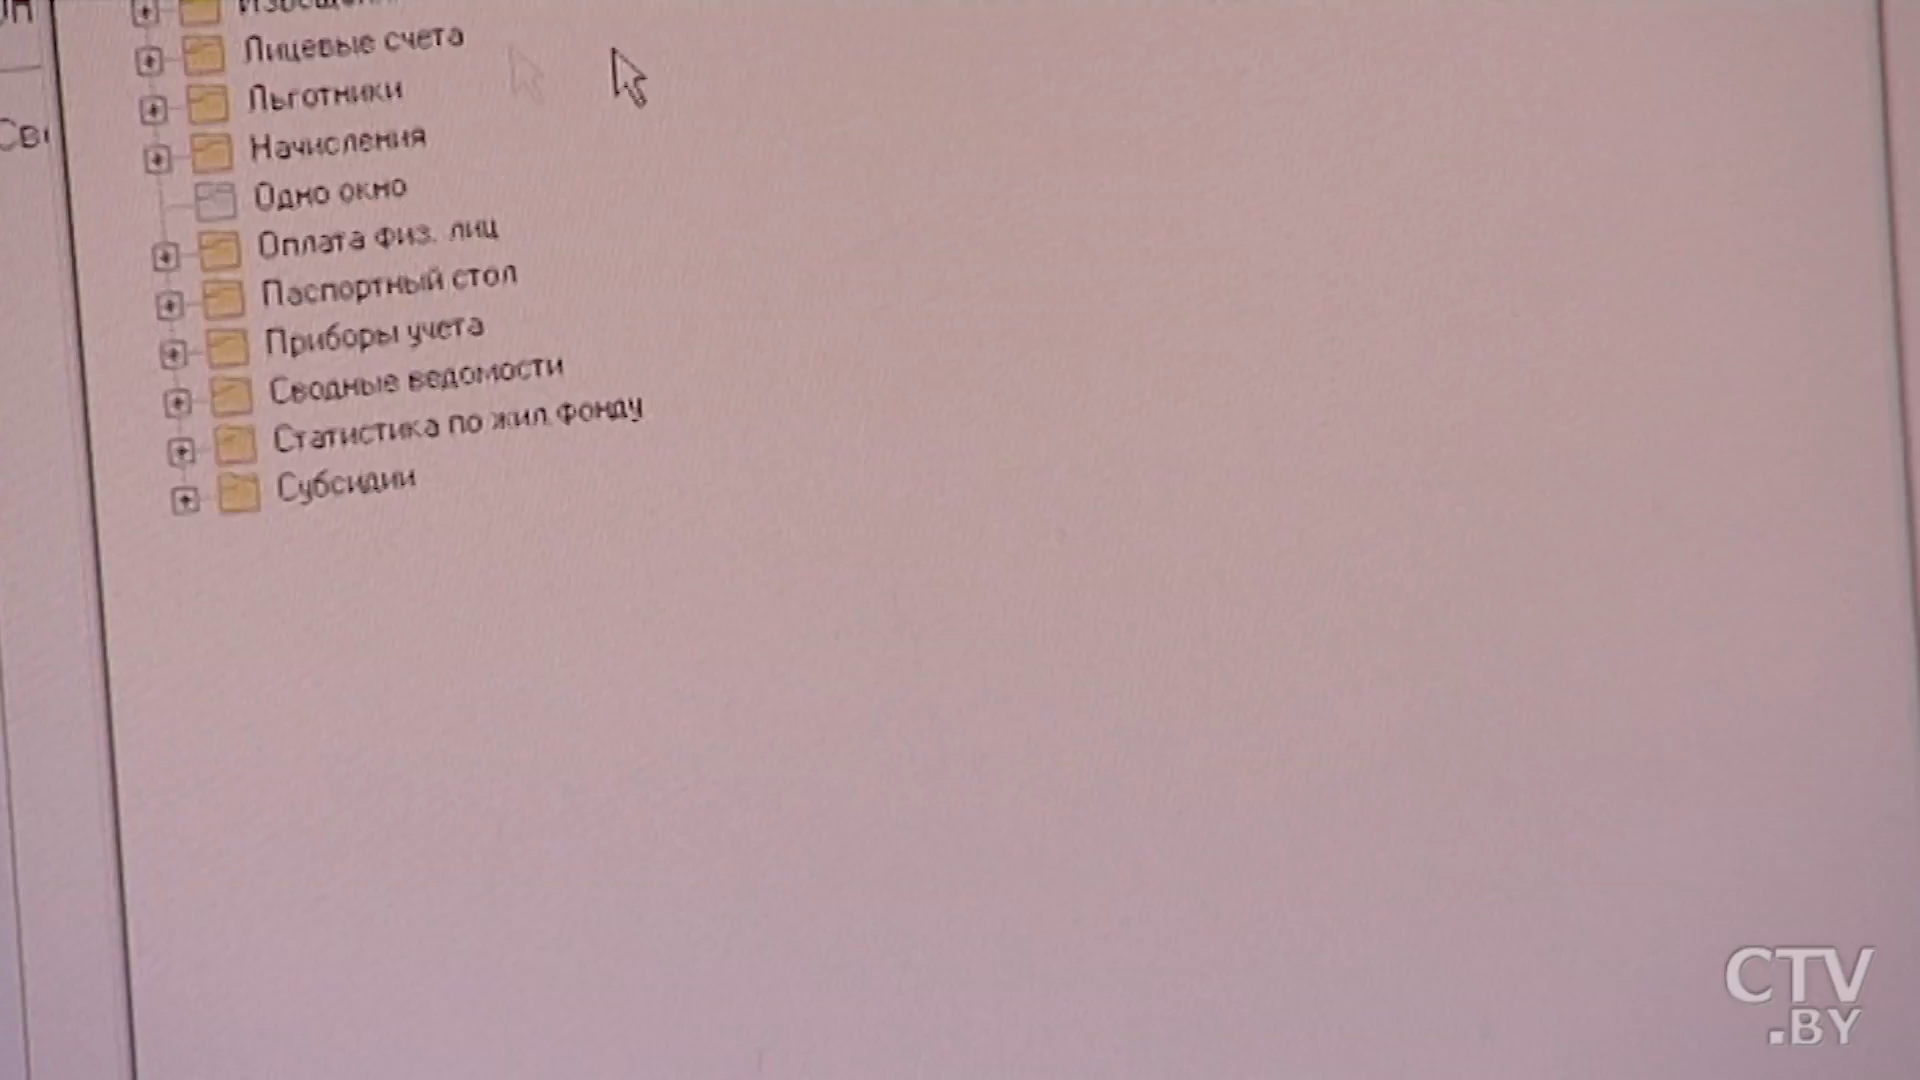 Лицевые счета
Льготники
Начисления
Одно окно
Оплата физ. лиц
Паспортный стол
Приборы учета
Сводные ведомости
Статистика по жил.фонду
Субсидии
CTV
.BY